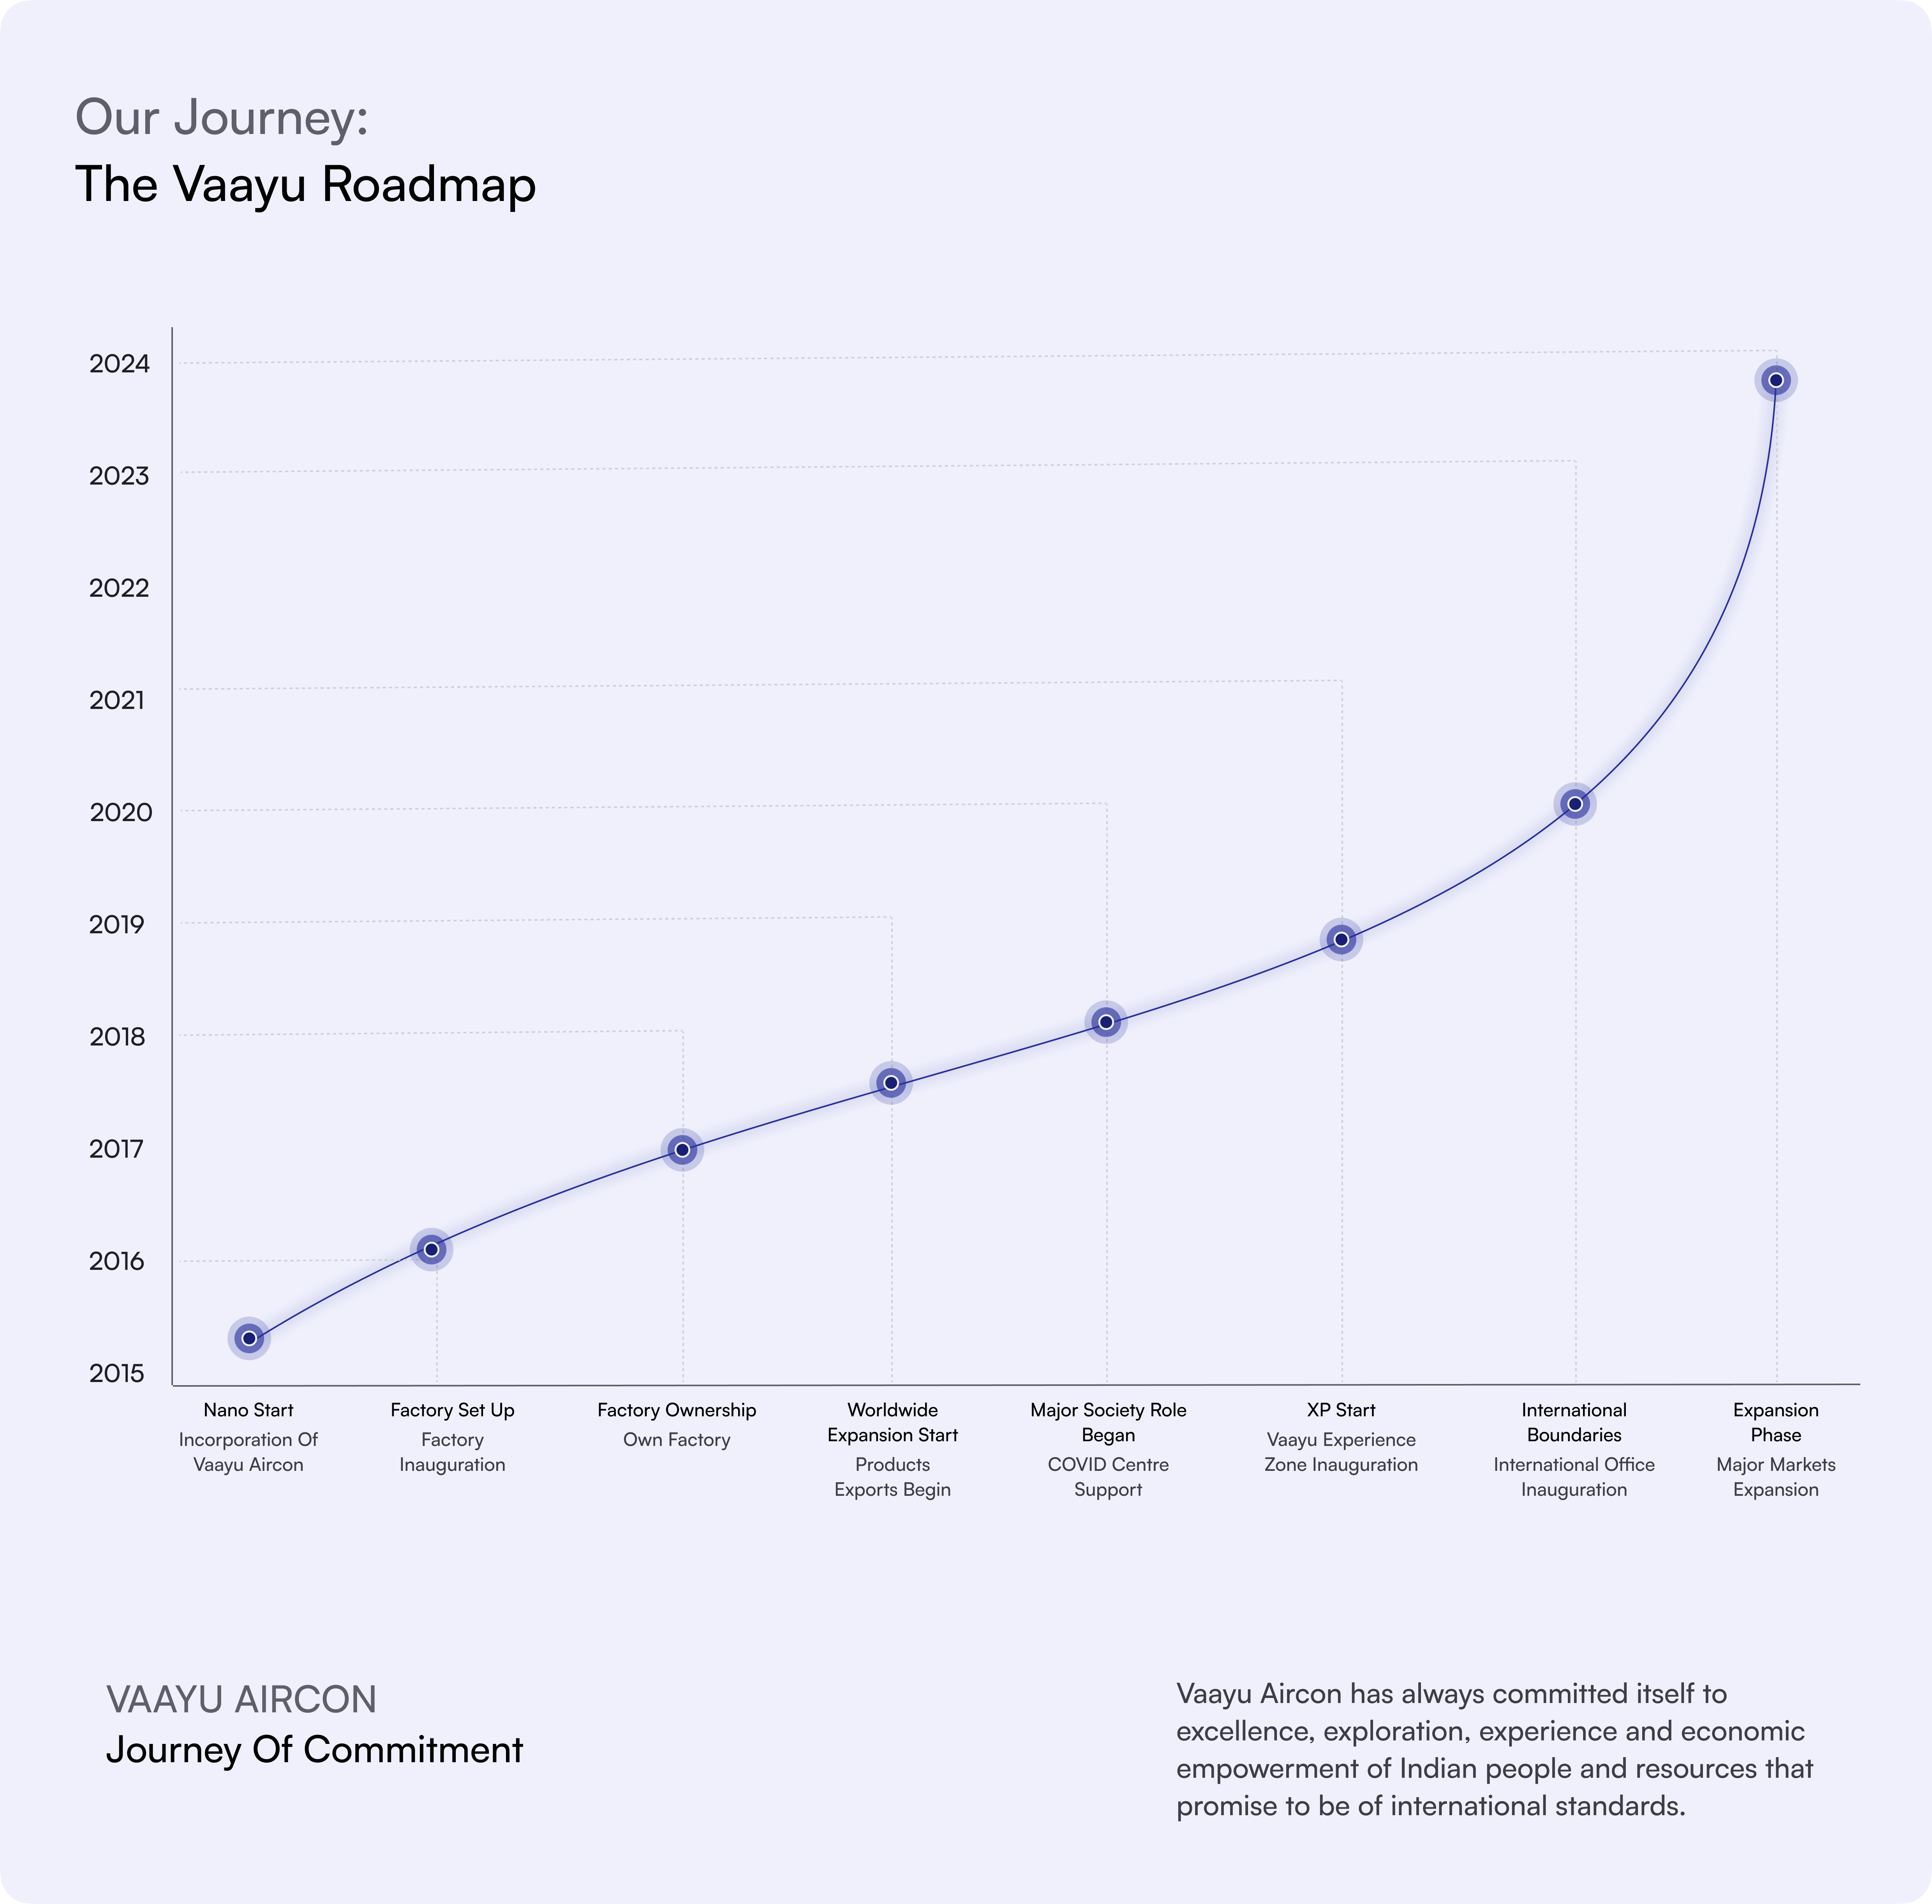 Our Journey:
The Vaayu Roadmap
2024
2023
2022
2021
2020
2019
2018
2017
2016
2015
Nano Start
Incorporation Of
Vaayu Aircon
Factory Set Up
Factory
Inauguration
Factory Ownership
Own Factory
Worldwide
Expansion Start
Products
Exports Begin
Major Society Role
Began
COVID Centre
Support
XP Start
Vaayu Experience
Zone Inauguration
International
Boundaries
International Office
Inauguration
Expansion
Phase
Major Markets
Expansion
VAAYU AIRCON
Journey Of Commitment
Vaayu Aircon has always committed itself to
excellence, exploration, experience and economic
empowerment of Indian people and resources that
promise to be of international standards.